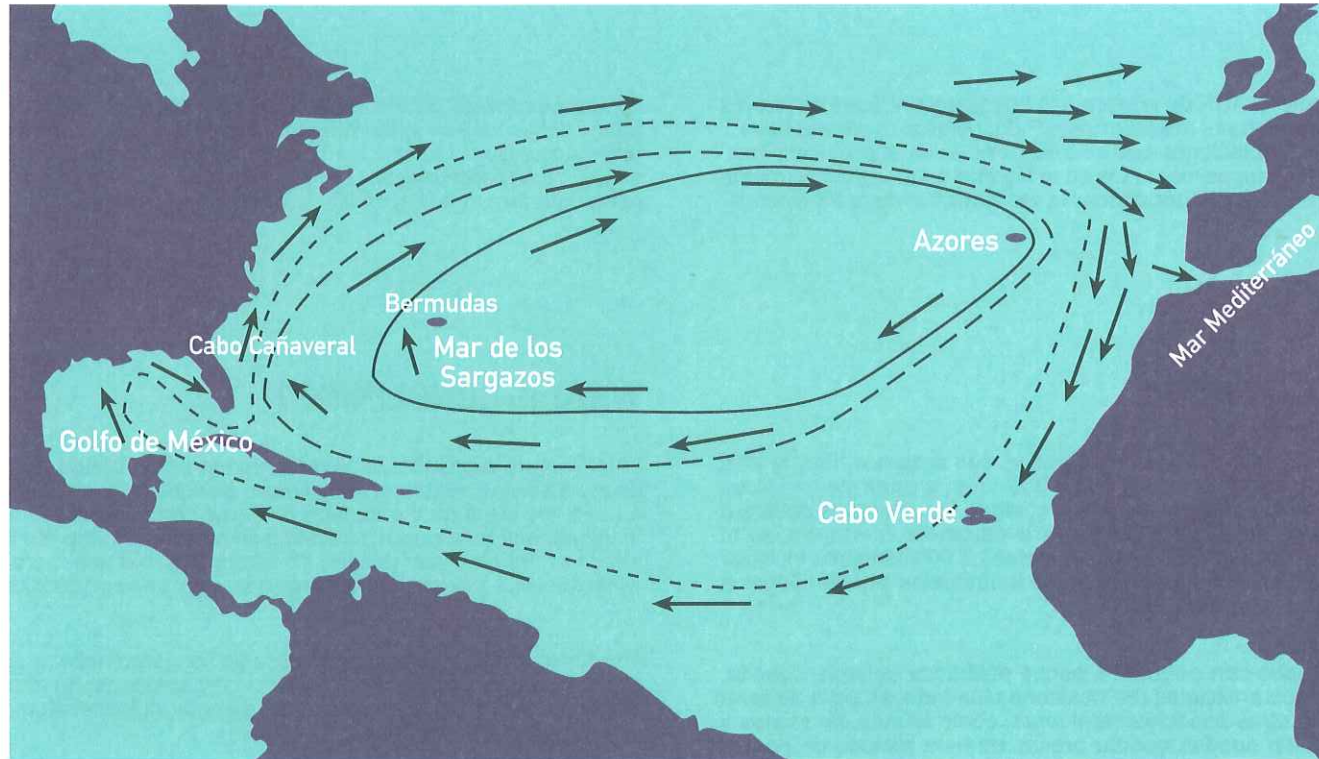 Azores
Mar Mediterráneo
Bermudas
Cabo Cañaveral
Mar de los
Sargazos
Golfo de México
Cabo Verde